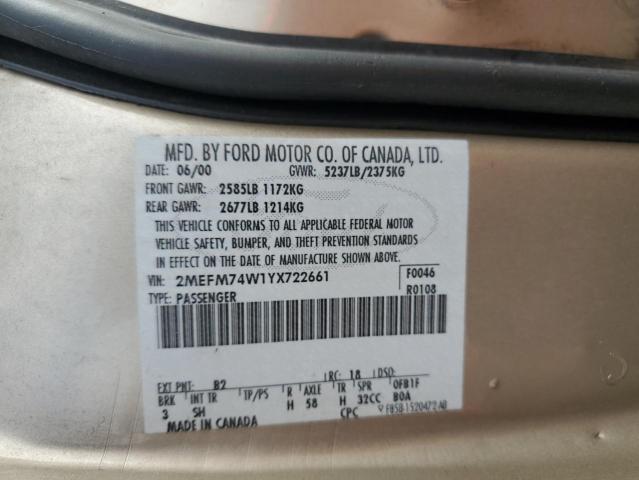 MFD. BY FORD MOTOR CO. OF CANADA, LTD.
DATE: 06/00 GVWR: 5237LB/2375KG
FRONT GAWR: 2585LB 1172KG
REAR GAWR: 2677LB 1214KG
THIS VEHICLE CONFORMS TO ALL APPLICABLE FEDERAL MOTOR
VEHICLE SAFETY, BUMPER, AND THEFT PREVENTION STANDARDS
IN EFFECT ON THE DATE OF MANUFACTURE SHOWN ABOVE.
VIN: 2MEFM74W1YX722661 F0046
TYPE: PASSENGER R0108
EXT PNT: B2 RC: 18 DSO:
BRK INT TR TP/PS R AXLE TR SPR 0FB1F
3 SH H 58 H 32CC B0A
MADE IN CANADA CPC